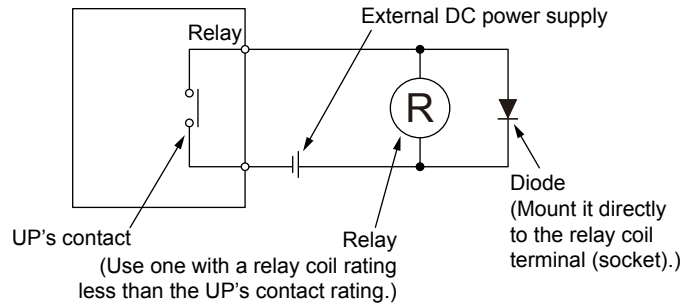 External DC power supply
Relay
R
Diode
(Mount it directly
to the relay coil
terminal (socket).)
UP's contact
Relay
(Use one with a relay coil rating
less than the UP's contact rating.)